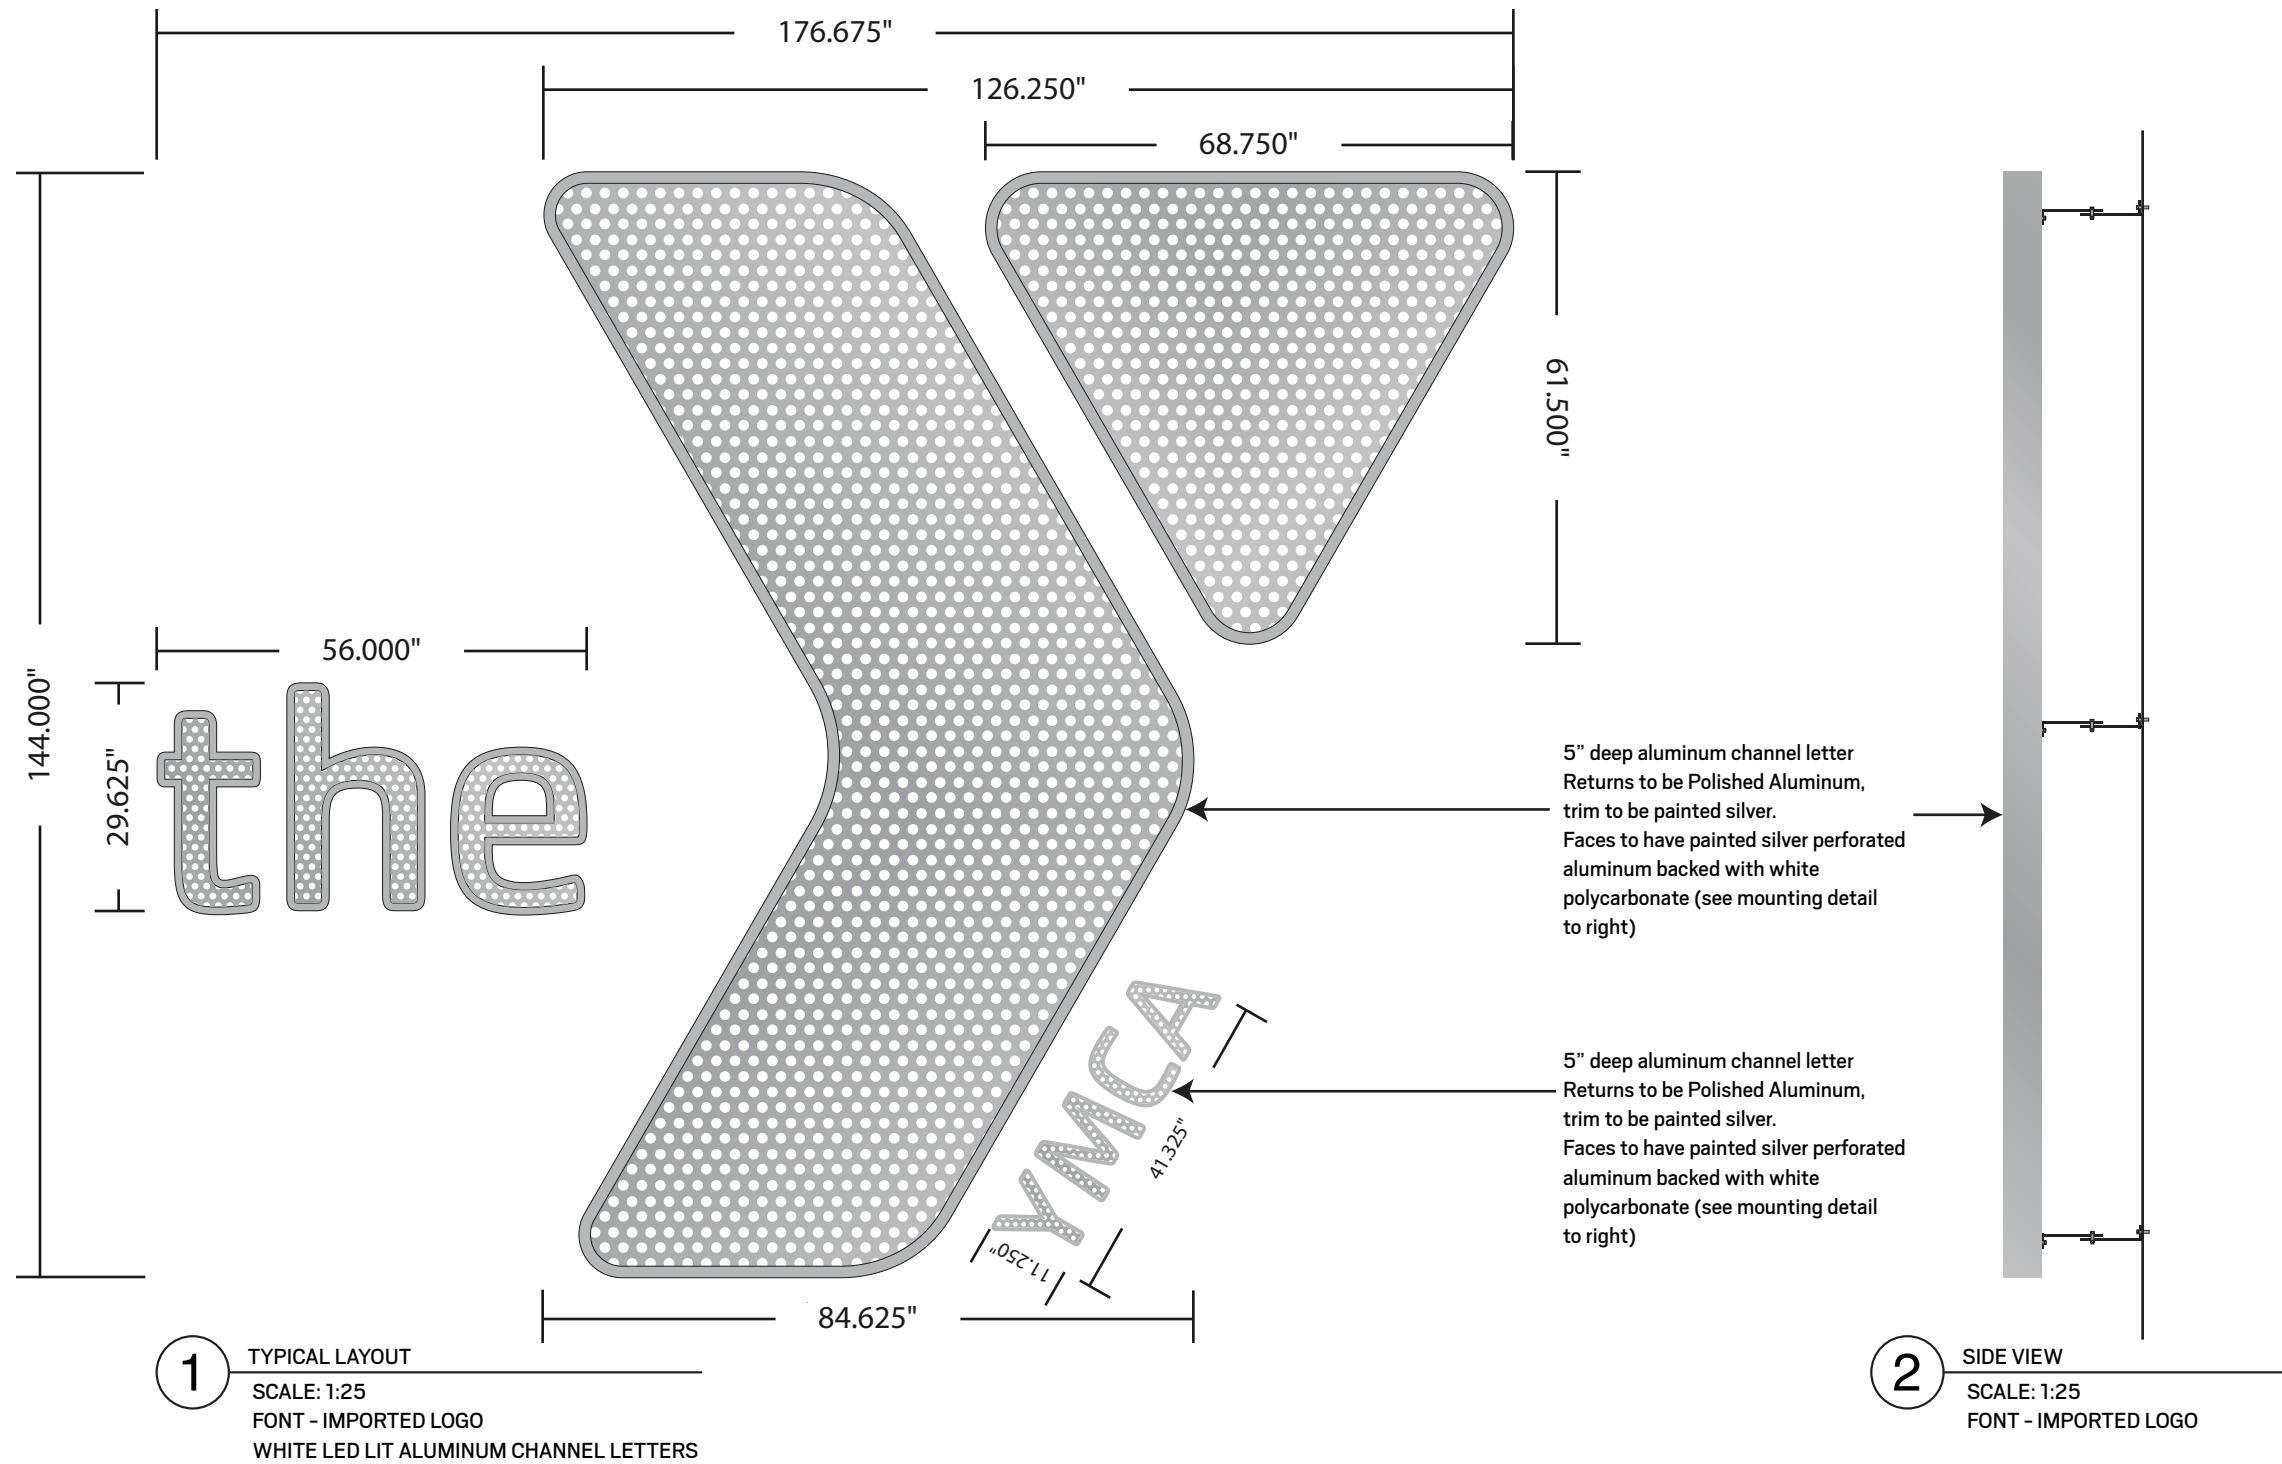 176.675"
126.250"
68.750"
61.500"
144.000"
56.000"
29.625"
the
YMCA
41.325"
11.250"
84.625"
5” deep aluminum channel letter
Returns to be Polished Aluminum,
trim to be painted silver.
Faces to have painted silver perforated
aluminum backed with white
polycarbonate (see mounting detail
to right)
5” deep aluminum channel letter
Returns to be Polished Aluminum,
trim to be painted silver.
Faces to have painted silver perforated
aluminum backed with white
polycarbonate (see mounting detail
to right)
1
TYPICAL LAYOUT
SCALE: 1:25
FONT - IMPORTED LOGO
WHITE LED LIT ALUMINUM CHANNEL LETTERS
2
SIDE VIEW
SCALE: 1:25
FONT - IMPORTED LOGO